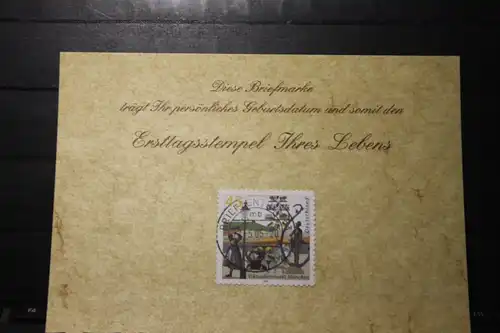 Diese Briefmarke
trägt Ihr persönliches Geburtsdatum und somit den
Ersttagsstempel Ihres Lebens